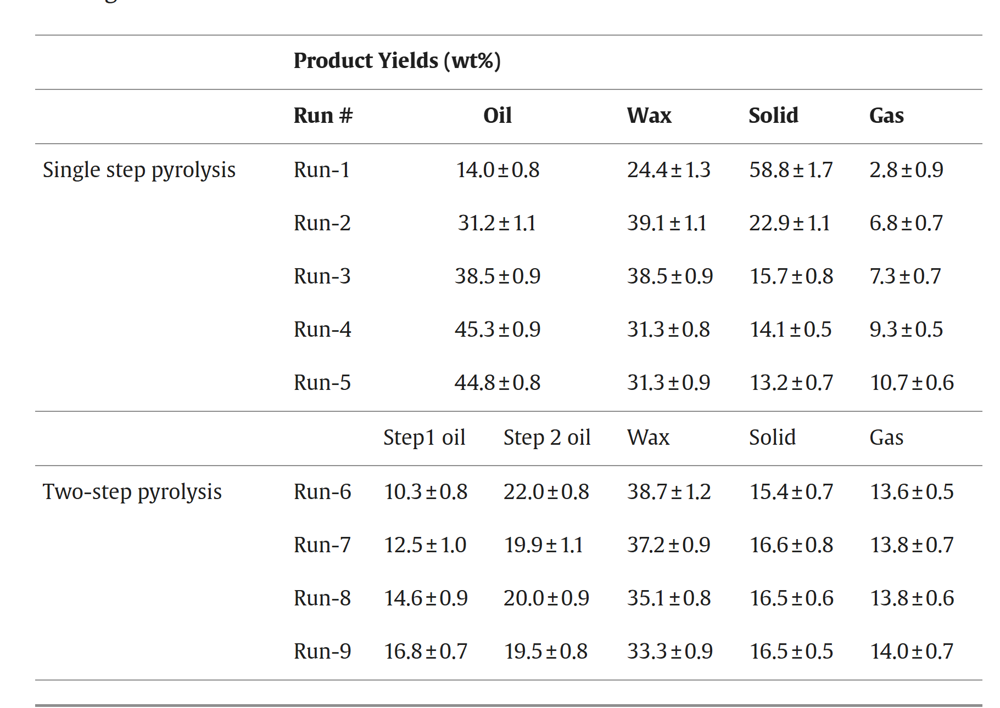 Product Yields (wt%)
Run # Oil Wax Solid Gas
Single step pyrolysis Run-1 14.0±0.8 24.4±1.3 58.8±1.7 2.8±0.9
Run-2 31.2±1.1 39.1±1.1 22.9±1.1 6.8±0.7
Run-3 38.5±0.9 38.5±0.9 15.7±0.8 7.3±0.7
Run-4 45.3±0.9 31.3±0.8 14.1±0.5 9.3±0.5
Run-5 44.8±0.8 31.3±0.9 13.2±0.7 10.7±0.6
Step1 oil Step 2 oil Wax Solid Gas
Two-step pyrolysis Run-6 10.3±0.8 22.0±0.8 38.7±1.2 15.4±0.7 13.6±0.5
Run-7 12.5±1.0 19.9±1.1 37.2±0.9 16.6±0.8 13.8±0.7
Run-8 14.6±0.9 20.0±0.9 35.1±0.8 16.5±0.6 13.8±0.6
Run-9 16.8±0.7 19.5±0.8 33.3±0.9 16.5±0.5 14.0±0.7